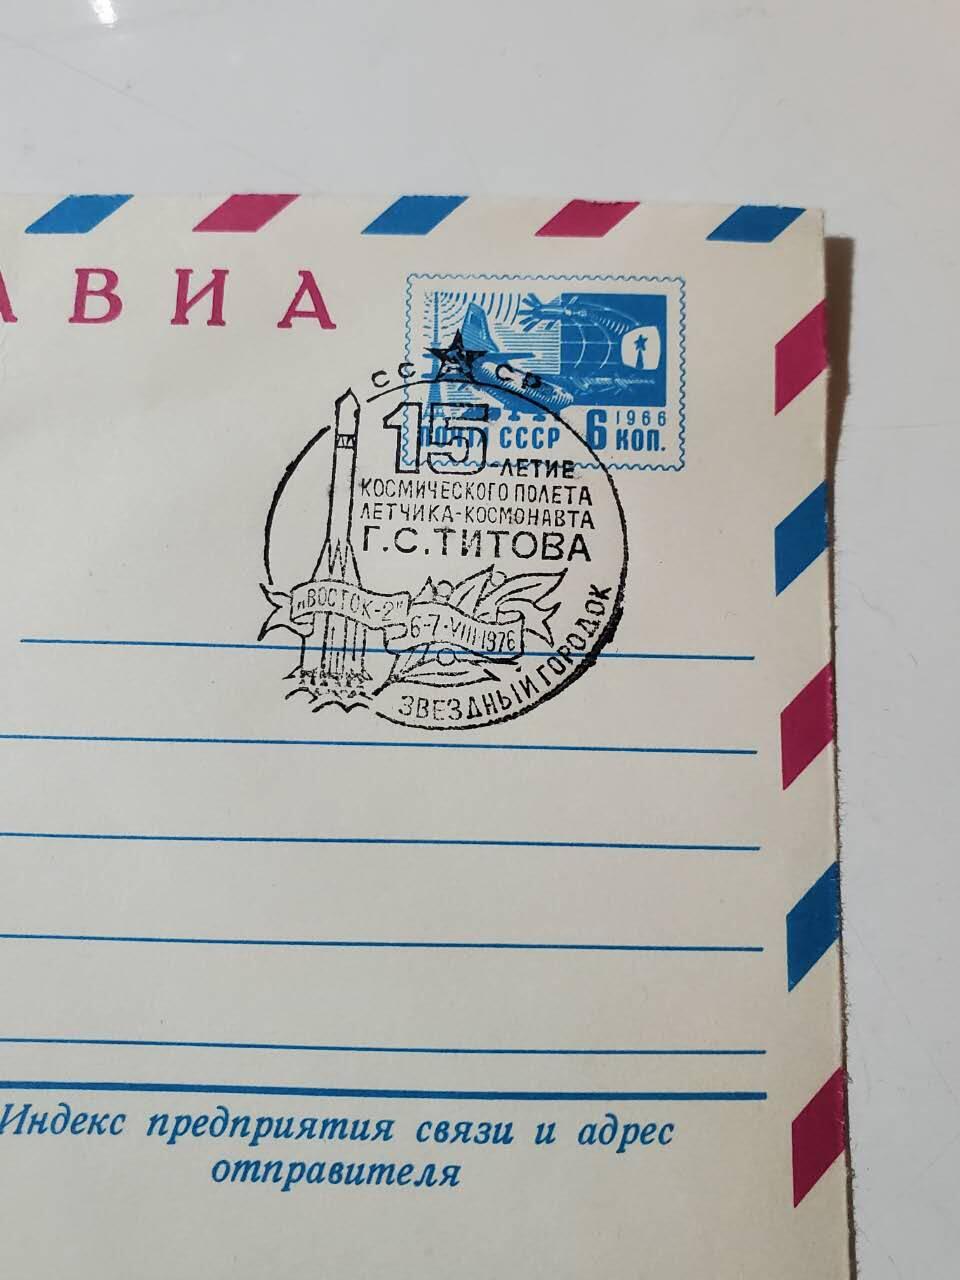 АВИА
1966
ПОЧТА СССР 6 КОП.
СССР
15-ЛЕТИЕ
КОСМИЧЕСКОГО ПОЛЕТА
ЛЕТЧИКА-КОСМОНАВТА
Г.С.ТИТОВА
„ВОСТОК-2"
6-7·VIII·1976
ЗВЕЗДНЫЙ ГОРОДОК
Индекс предприятия связи и адрес
отправителя